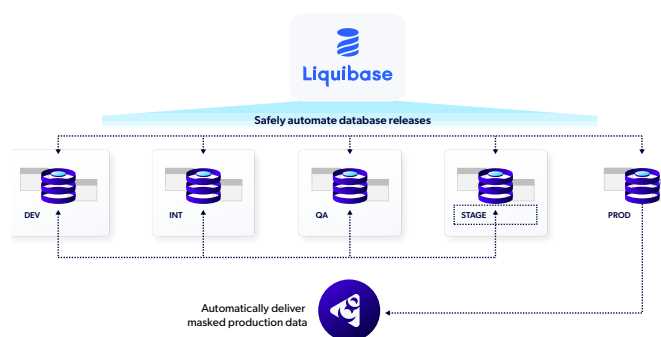 Liquibase
Safely automate database releases
DEV
INT
QA
STAGE
PROD
Automatically deliver
masked production data